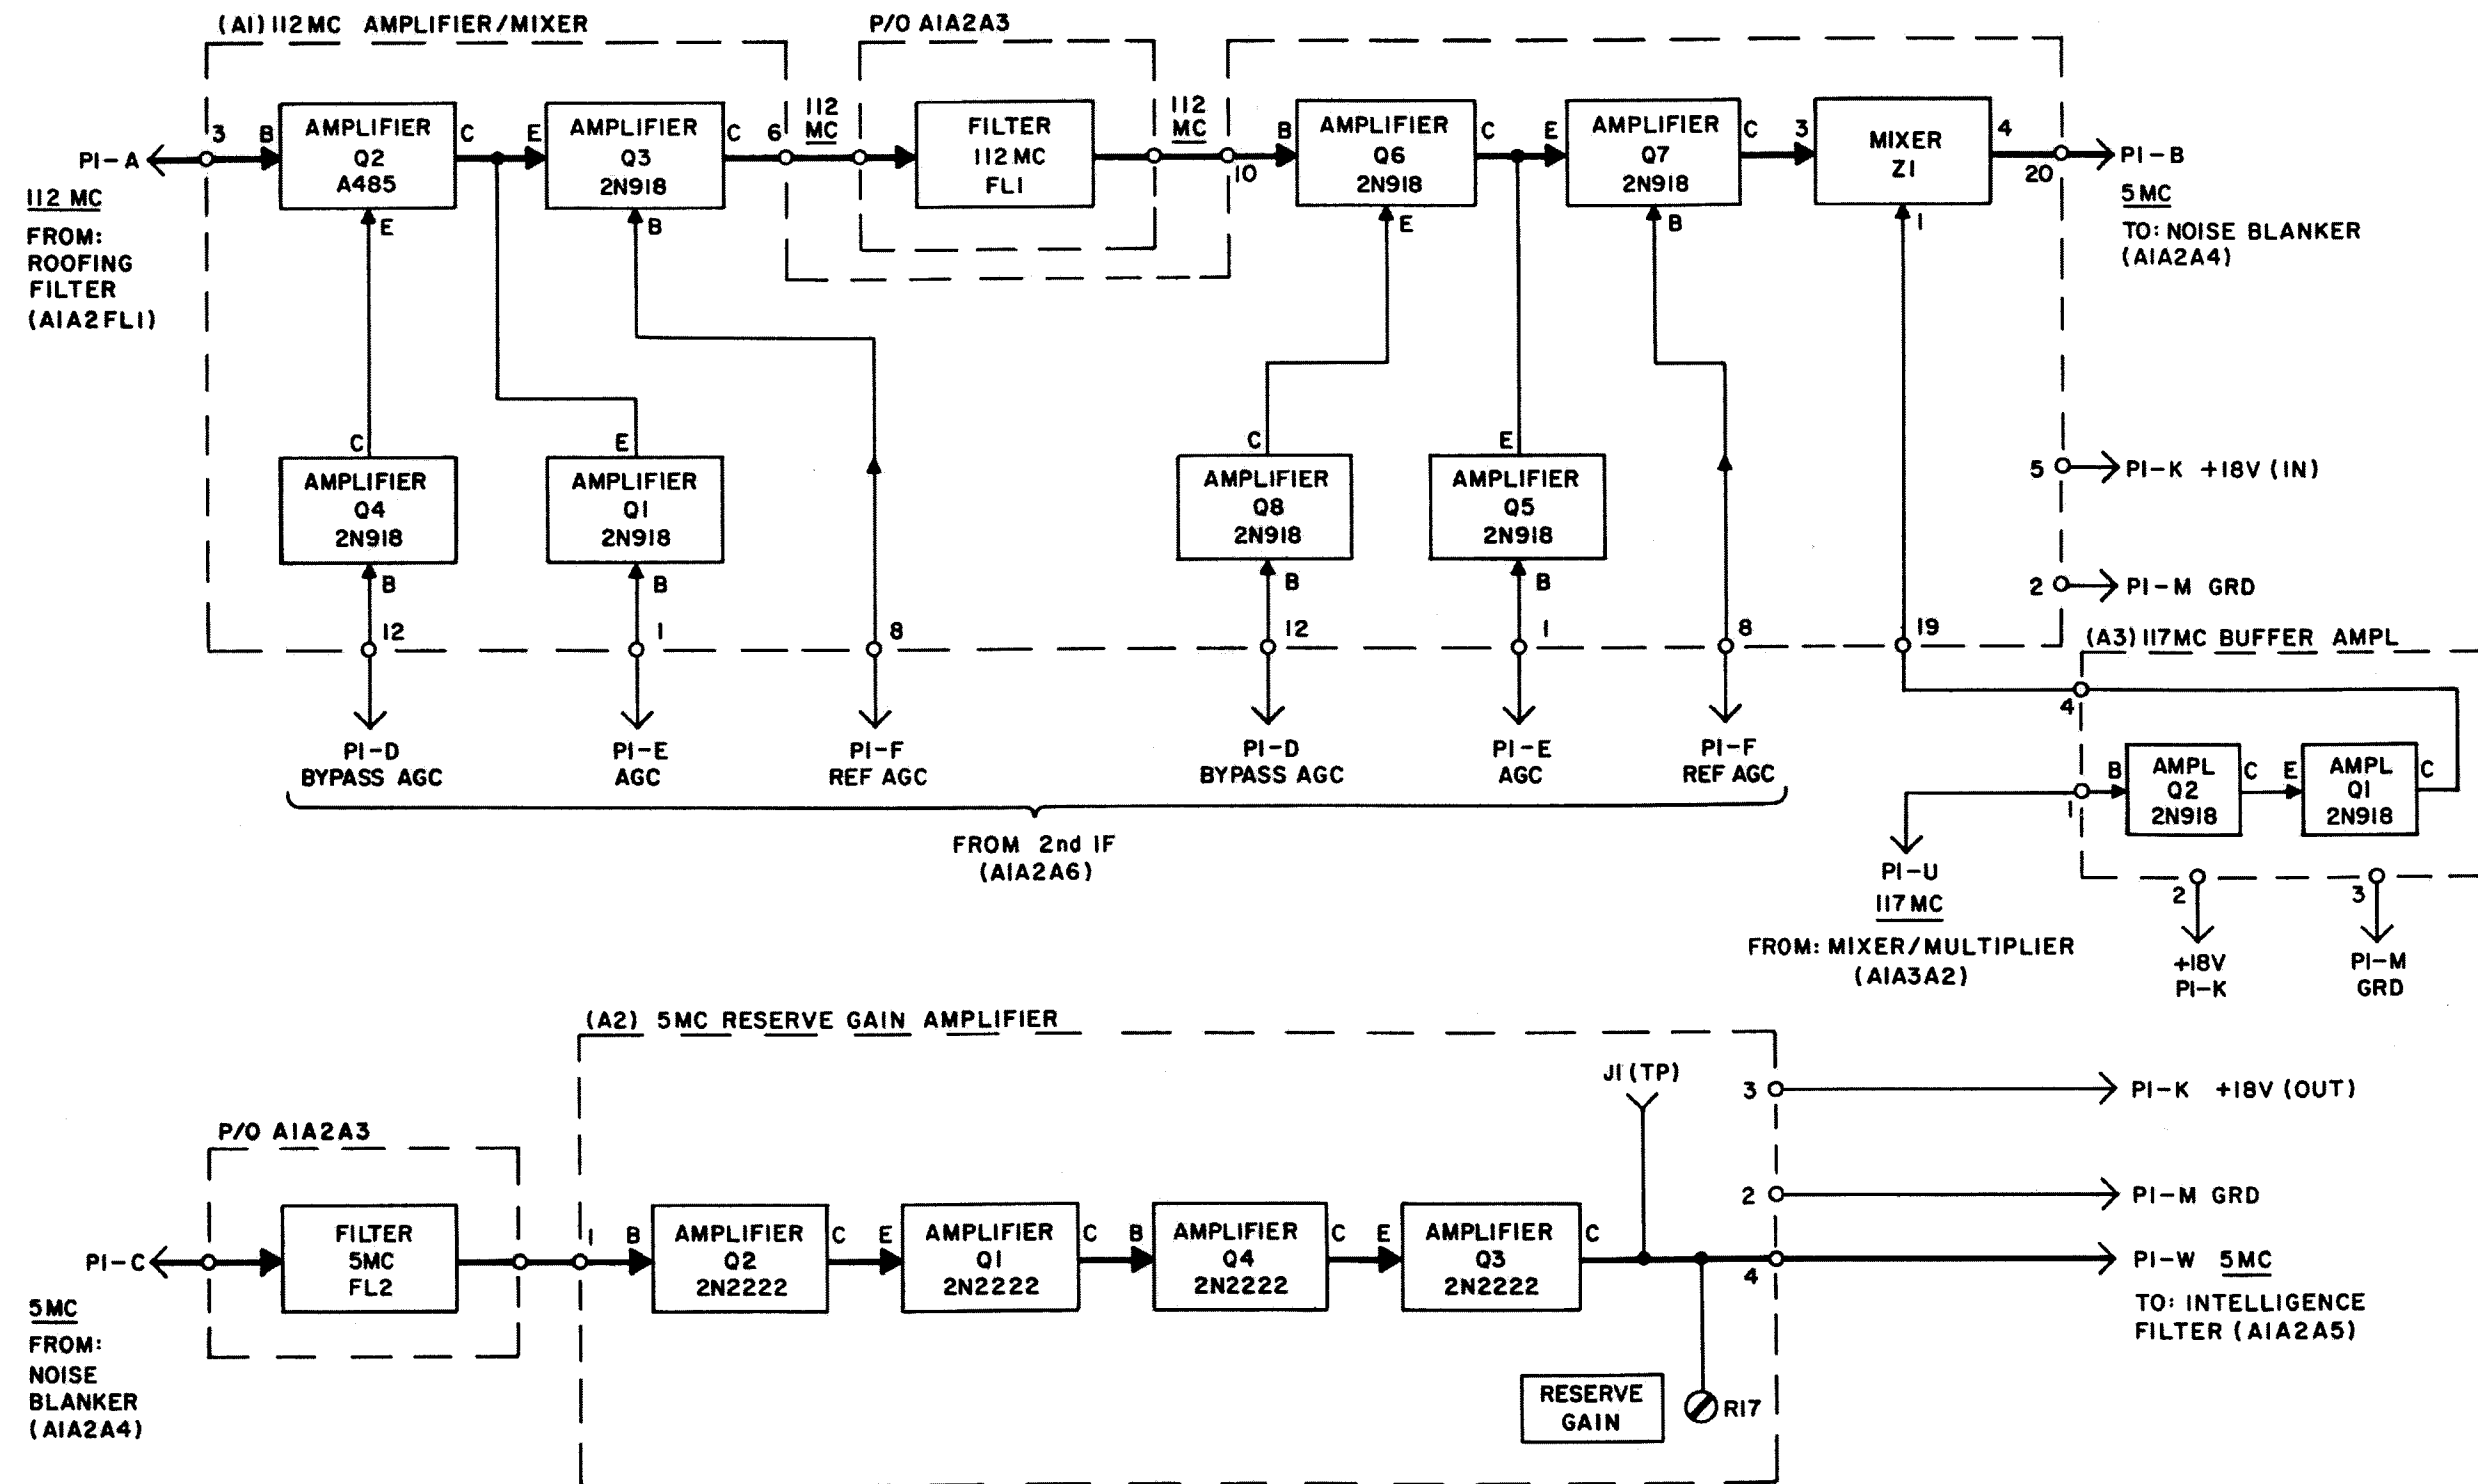 (A1) 112 MC AMPLIFIER/MIXER
P/O A1A2A3
3
B
AMPLIFIER
Q2
A485
C
E
AMPLIFIER
Q3
2N918
C
6
112
MC
FILTER
112 MC
FL1
112
MC
10
B
AMPLIFIER
Q6
2N918
C
E
AMPLIFIER
Q7
2N918
C
3
MIXER
Z1
4
20
P1-A
112 MC
FROM:
ROOFING
FILTER
(A1A2FL1)
P1-B
5 MC
TO: NOISE BLANKER
(A1A2A4)
E
B
E
B
1
C
AMPLIFIER
Q4
2N918
B
E
AMPLIFIER
Q1
2N918
B
C
AMPLIFIER
Q8
2N918
B
E
AMPLIFIER
Q5
2N918
B
5
P1-K +18V (IN)
2
P1-M GRD
12
1
8
12
1
8
19
P1-D
BYPASS AGC
P1-E
AGC
P1-F
REF AGC
P1-D
BYPASS AGC
P1-E
AGC
P1-F
REF AGC
FROM 2nd IF
(A1A2A6)
(A3) 117MC BUFFER AMPL
4
1
B
AMPL
Q2
2N918
C
E
AMPL
Q1
2N918
C
2
3
P1-U
117 MC
FROM: MIXER/MULTIPLIER
(A1A3A2)
+18V
P1-K
P1-M
GRD
(A2) 5MC RESERVE GAIN AMPLIFIER
P/O A1A2A3
P1-C
5 MC
FROM:
NOISE
BLANKER
(A1A2A4)
FILTER
5MC
FL2
1
B
AMPLIFIER
Q2
2N2222
C
E
AMPLIFIER
Q1
2N2222
C
B
AMPLIFIER
Q4
2N2222
C
E
AMPLIFIER
Q3
2N2222
C
J1 (TP)
3
P1-K +18V (OUT)
2
P1-M GRD
4
P1-W 5MC
TO: INTELLIGENCE
FILTER (A1A2A5)
RESERVE
GAIN
R17